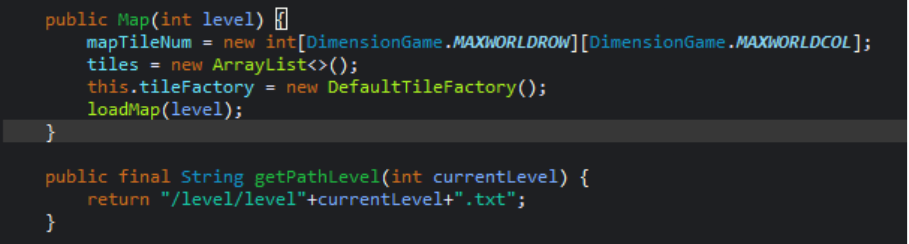 public Map(int level) {
mapTileNum = new int[DimensionGame.MAXWORLDROW][DimensionGame.MAXWORLDCOL];
tiles = new ArrayList<>();
this.tileFactory = new DefaultTileFactory();
loadMap(level);
}
public final String getPathLevel(int currentLevel) {
return "/level/level"+currentLevel+".txt";
}